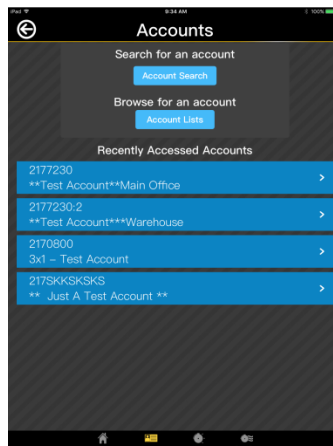 iPad
9:34 AM
100%
Accounts
Search for an account
Account Search
Browse for an account
Account Lists
Recently Accessed Accounts
2177230
**Test Account**Main Office
2177230:2
**Test Account***Warehouse
2170800
3x1 – Test Account
217SKKSKSKS
** Just A Test Account **